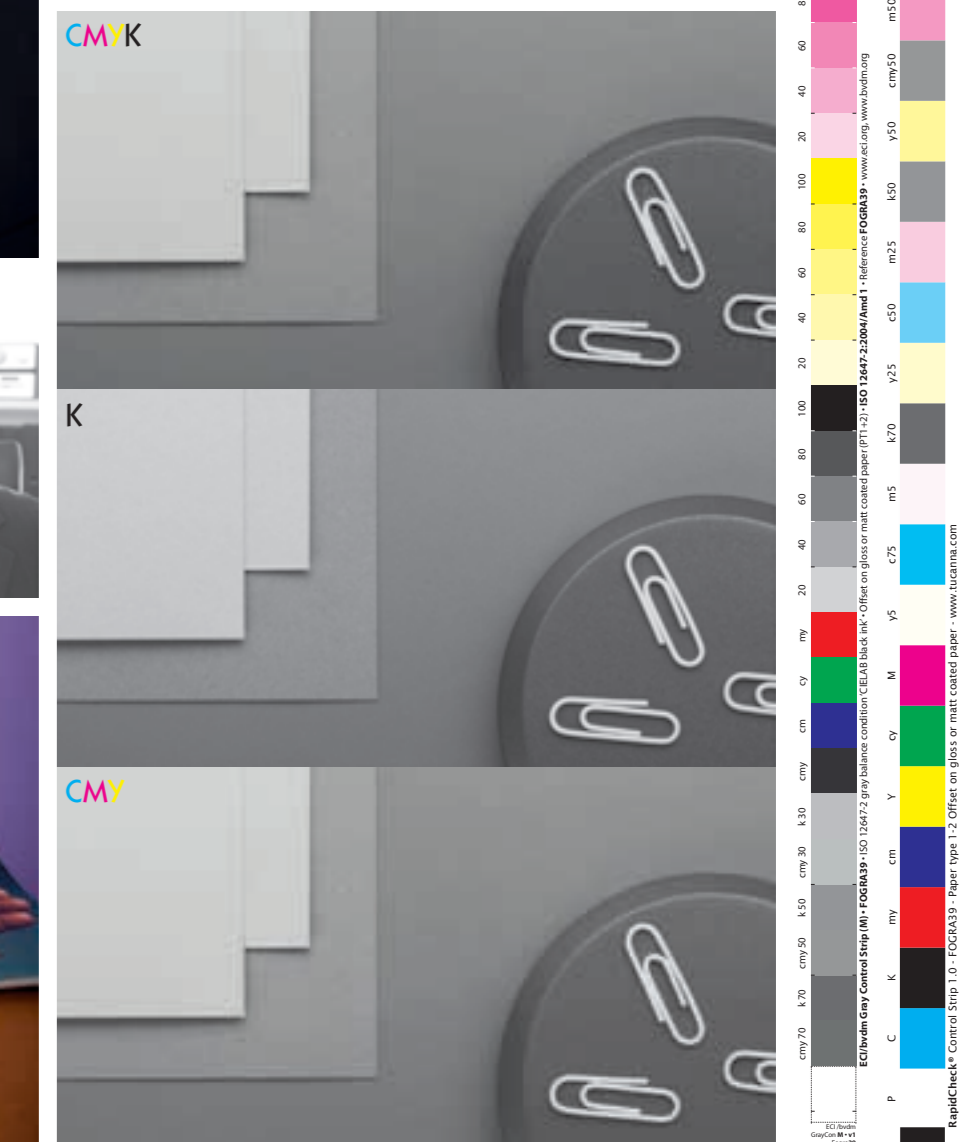 CMYK
K
CMY
8
60
40
20
100
80
60
40
20
100
80
60
40
20
my
cy
cm
cmy
k 30
cmy 30
k 50
cmy 50
k 70
cmy 70
ECI/bvdm Gray Control Strip (M) • FOGRA39 • ISO 12647-2 gray balance condition 'CIELAB black ink' • Offset on gloss or matt coated paper (PT1+2) • ISO 12647-2:2004/Amd 1 • Reference FOGRA39 • www.eci.org, www.bvdm.org
ECI /bvdm
GrayCon M • v1
m50
cmy50
y50
k50
m25
c50
y25
k70
m5
c75
y5
M
cy
Y
cm
my
K
C
P
RapidCheck® Control Strip 1.0 - FOGRA39 - Paper type 1-2 Offset on gloss or matt coated paper - www.tucanna.com